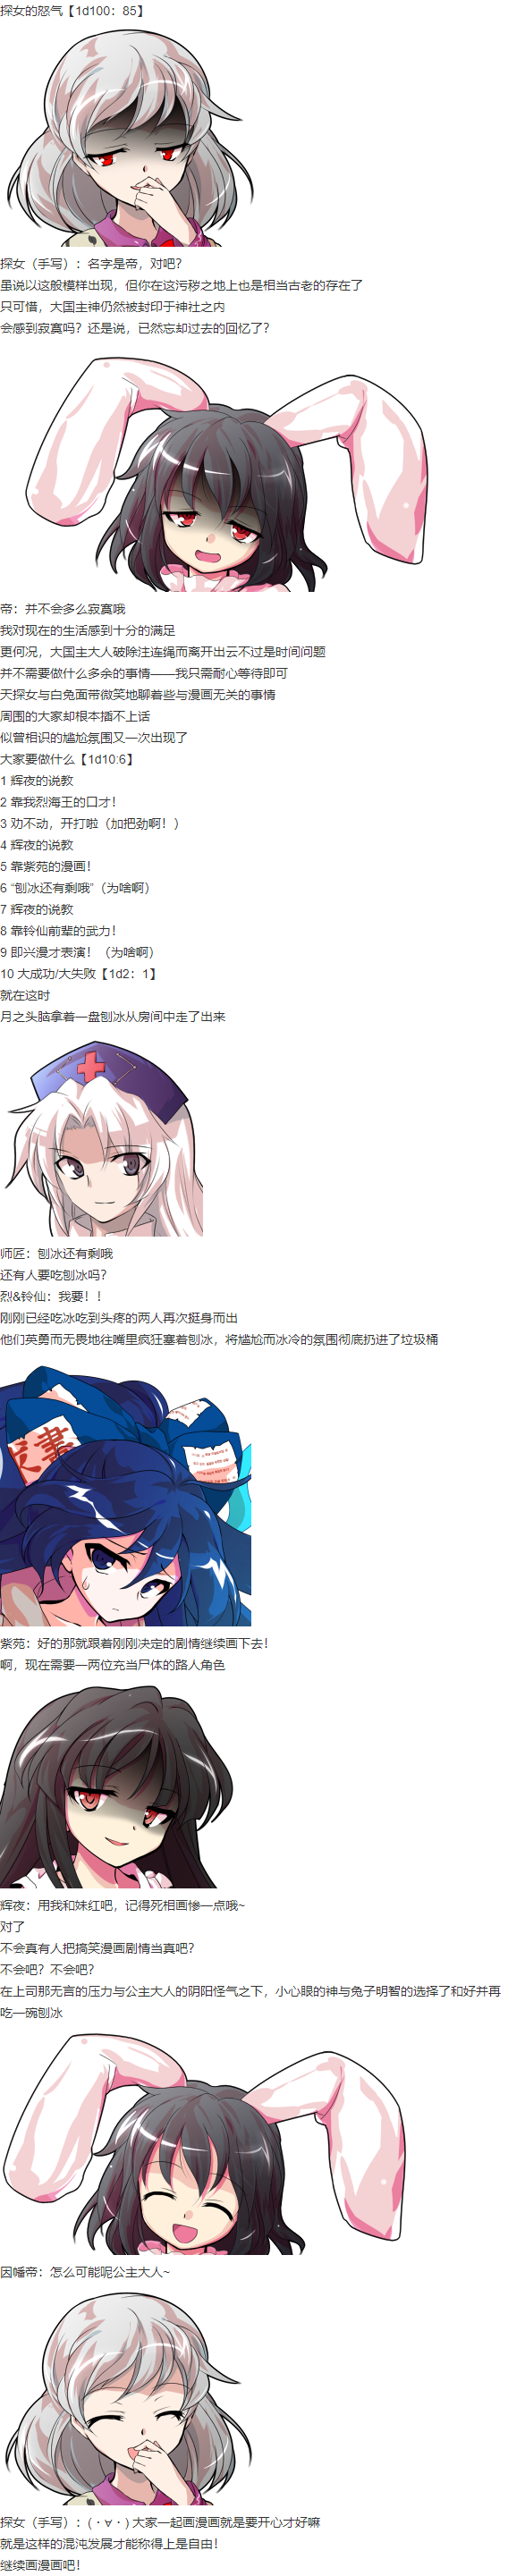 探女的怒气【1d100：85】
探女（手写）：名字是帝，对吧？
虽说以这般模样出现，但你在这污秽之地上也是相当古老的存在了
只可惜，大国主神仍然被封印于神社之内
会感到寂寞吗？还是说，已然忘却过去的回忆了？
帝：并不会多么寂寞哦
我对现在的生活感到十分的满足
更何况，大国主大人破除注连绳而离开出云不过是时间问题
并不需要做什么多余的事情——我只需耐心等待即可
天探女与白兔面带微笑地聊着些与漫画无关的事情
周围的大家却根本插不上话
似曾相识的尴尬氛围又一次出现了
大家要做什么【1d10:6】
1 辉夜的说教
2 靠我烈海王的口才！
3 劝不动，开打啦（加把劲啊！）
4 辉夜的说教
5 靠紫苑的漫画！
6 “刨冰还有剩哦”（为啥啊）
7 辉夜的说教
8 靠铃仙前辈的武力！
9 即兴漫才表演！（为啥啊）
10 大成功/大失败【1d2：1】
就在这时
月之头脑拿着一盘刨冰从房间中走了出来
师匠：刨冰还有剩哦
还有人要吃刨冰吗？
烈&铃仙：我要！！
刚刚已经吃冰吃到头疼的两人再次挺身而出
他们英勇而无畏地往嘴里疯狂塞着刨冰，将尴尬而冰冷的氛围彻底扔进了垃圾桶
紫苑：好的那就跟着刚刚决定的剧情继续画下去！
啊，现在需要一两位充当尸体的路人角色
辉夜：用我和妹红吧，记得死相画惨一点哦~
对了
不会真有人把搞笑漫画剧情当真吧？
不会吧？不会吧？
在上司那无言的压力与公主大人的阴阳怪气之下，小心眼的神与兔子明智的选择了和好并再
吃一碗刨冰
因幡帝：怎么可能呢公主大人~
探女（手写）：(・∀・) 大家一起画漫画就是要开心才好嘛
就是这样的混沌发展才能称得上是自由！
继续画漫画吧！